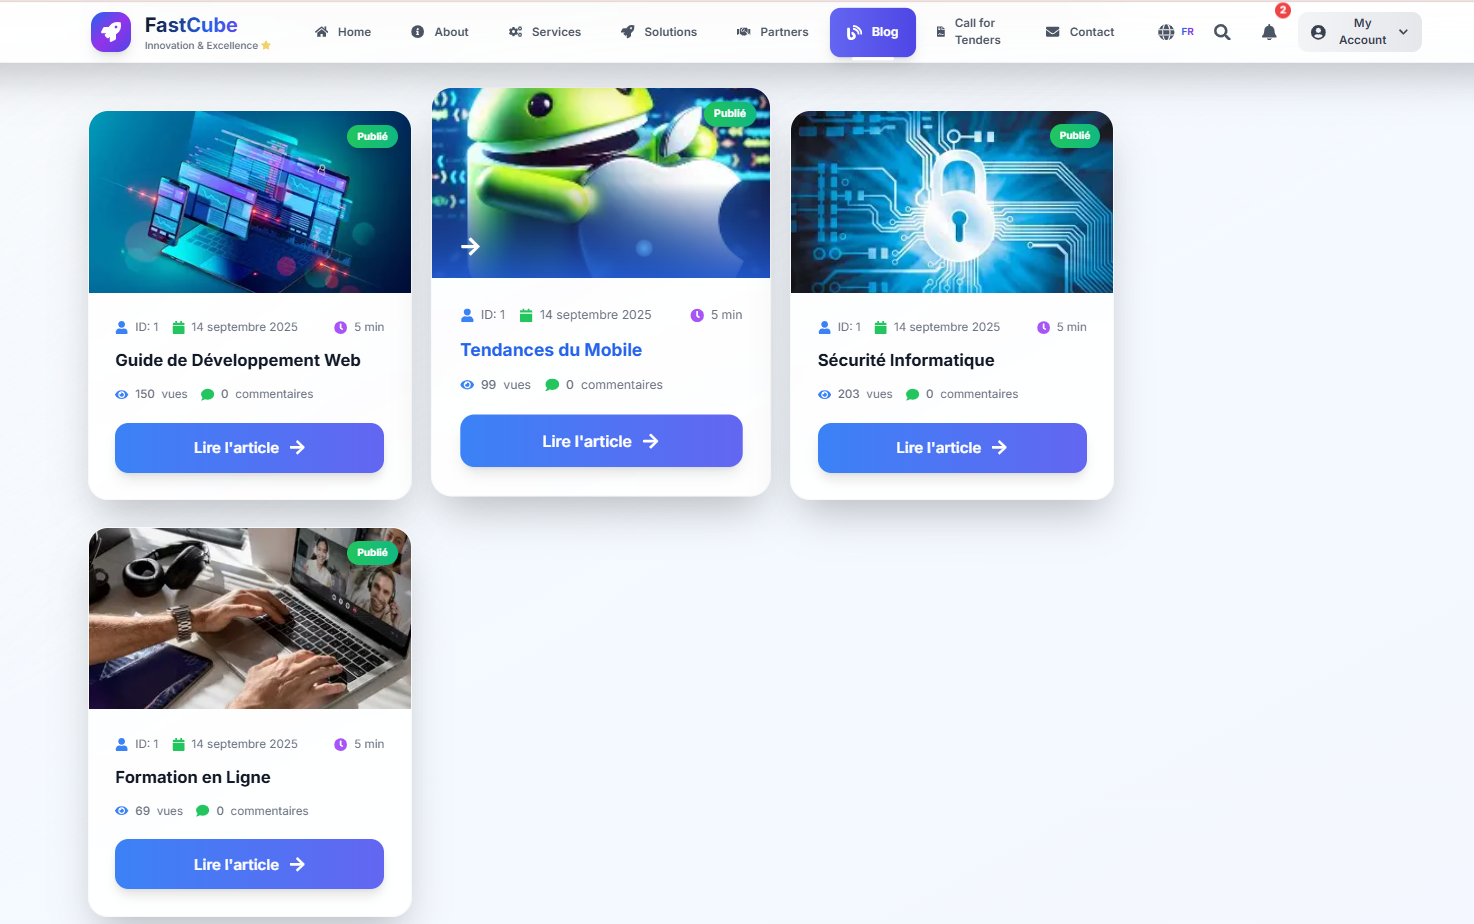 FastCube
Innovation & Excellence
Home
About
Services
Solutions
Partners
Blog
Call for
Tenders
Contact
FR
2
My
Account
Publié
ID: 1 14 septembre 2025 5 min
Guide de Développement Web
150 vues 0 commentaires
Lire l'article
Publié
ID: 1 14 septembre 2025 5 min
Tendances du Mobile
99 vues 0 commentaires
Lire l'article
Publié
ID: 1 14 septembre 2025 5 min
Sécurité Informatique
203 vues 0 commentaires
Lire l'article
Publié
ID: 1 14 septembre 2025 5 min
Formation en Ligne
69 vues 0 commentaires
Lire l'article